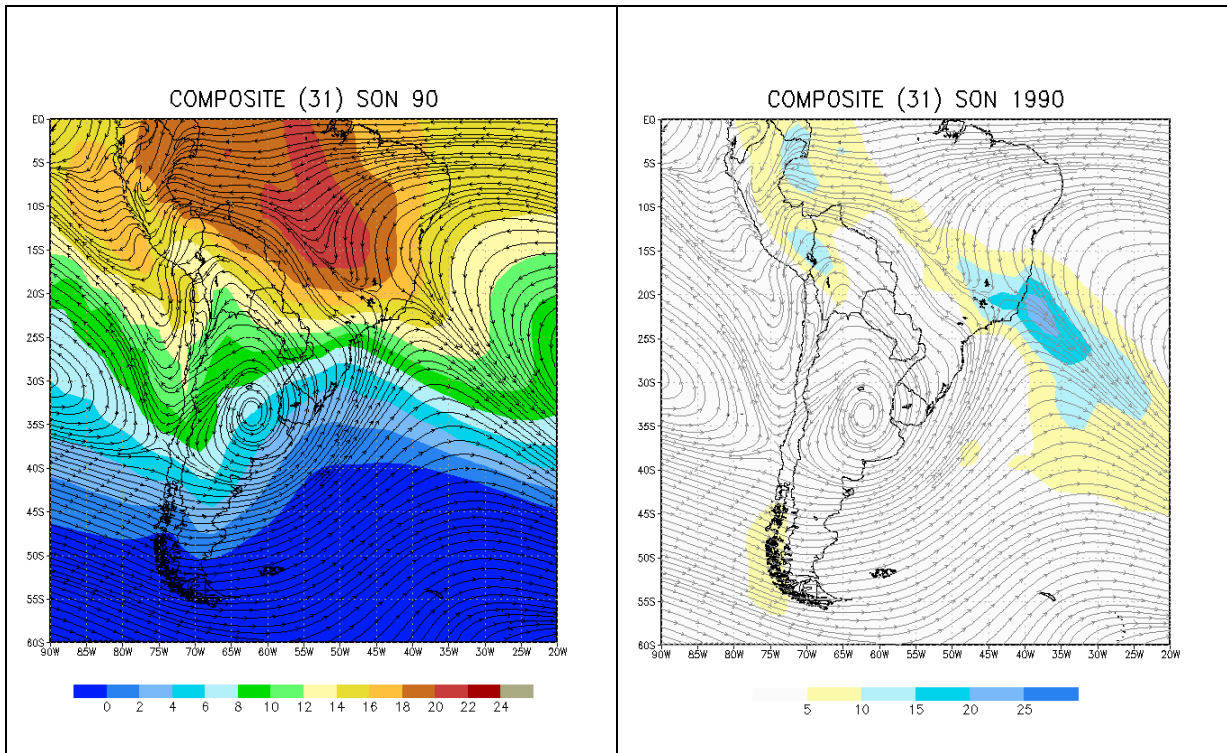 COMPOSITE (31) SON 90
EQ
5S
10S
15S
20S
25S
30S
35S
40S
45S
50S
55S
60S
90W 85W 80W 75W 70W 65W 60W 55W 50W 45W 40W 35W 30W 25W 20W
0 2 4 6 8 10 12 14 16 18 20 22 24
COMPOSITE (31) SON 1990
EQ
5S
10S
15S
20S
25S
30S
35S
40S
45S
50S
55S
60S
90W 85W 80W 75W 70W 65W 60W 55W 50W 45W 40W 35W 30W 25W 20W
5 10 15 20 25